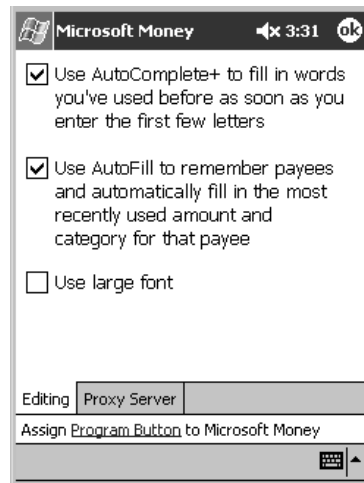 Microsoft Money 3:31 ok
Use AutoComplete+ to fill in words
you've used before as soon as you
enter the first few letters
Use AutoFill to remember payees
and automatically fill in the most
recently used amount and
category for that payee
Use large font
Editing Proxy Server
Assign Program Button to Microsoft Money